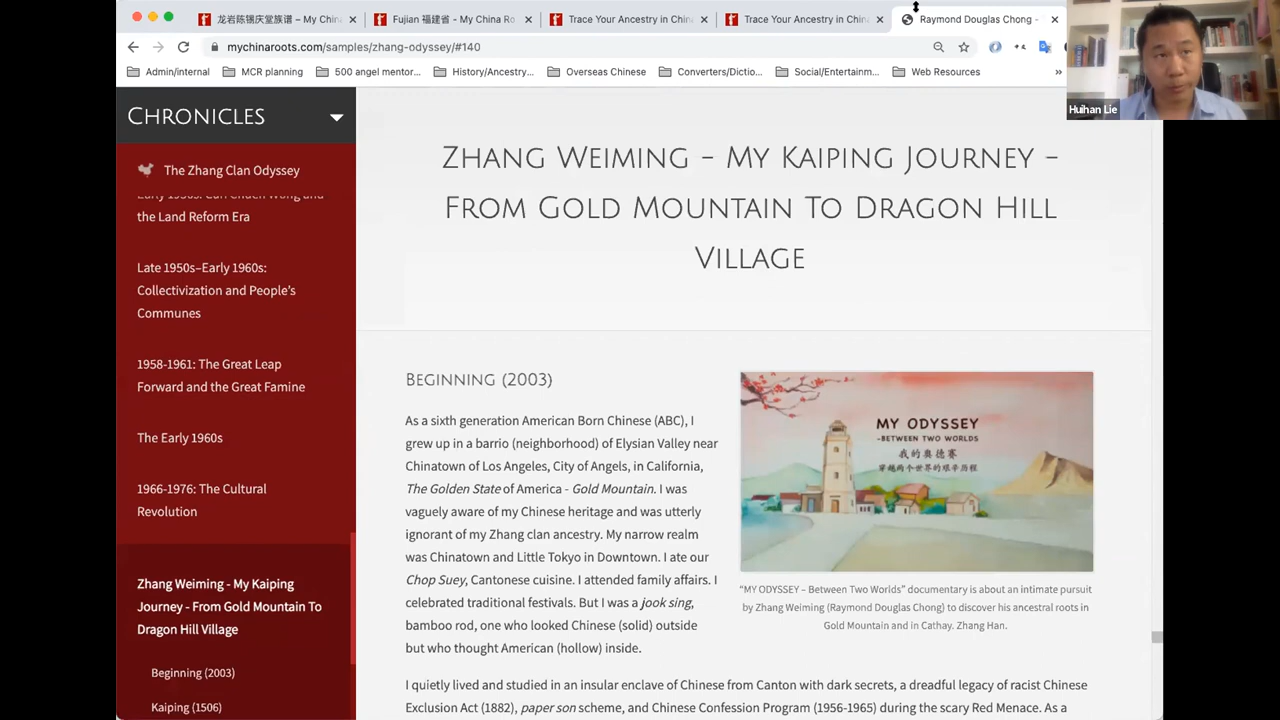 龙岩陈锡庆堂族谱 – My Chin
Fujian 福建省 - My China Ro
Trace Your Ancestry in China
Trace Your Ancestry in China
Raymond Douglas Chong -
mychinaroots.com/samples/zhang-odyssey/#140
Admin/internal
MCR planning
500 angel mentor...
History/Ancestry...
Overseas Chinese
Converters/Dictio...
Social/Entertainm...
Web Resources
»
Huihan Lie
CHRONICLES
The Zhang Clan Odyssey
the Land Reform Era
Late 1950s–Early 1960s:
Collectivization and People's
Communes
1958-1961: The Great Leap
Forward and the Great Famine
The Early 1960s
1966-1976: The Cultural
Revolution
Zhang Weiming - My Kaiping
Journey - From Gold Mountain To
Dragon Hill Village
Beginning (2003)
Kaiping (1506)
ZHANG WEIMING - MY KAIPING JOURNEY -
FROM GOLD MOUNTAIN TO DRAGON HILL
VILLAGE
BEGINNING (2003)
As a sixth generation American Born Chinese (ABC), I
grew up in a barrio (neighborhood) of Elysian Valley near
Chinatown of Los Angeles, City of Angels, in California,
The Golden State of America - Gold Mountain. I was
vaguely aware of my Chinese heritage and was utterly
ignorant of my Zhang clan ancestry. My narrow realm
was Chinatown and Little Tokyo in Downtown. I ate our
Chop Suey, Cantonese cuisine. I attended family affairs. I
celebrated traditional festivals. But I was a jook sing,
bamboo rod, one who looked Chinese (solid) outside
but who thought American (hollow) inside.
MY ODYSSEY
-BETWEEN TWO WORLDS
我的奥德赛
穿越两个世界的艰辛历程
"MY ODYSSEY – Between Two Worlds" documentary is about an intimate pursuit
by Zhang Weiming (Raymond Douglas Chong) to discover his ancestral roots in
Gold Mountain and in Cathay. Zhang Han.
I quietly lived and studied in an insular enclave of Chinese from Canton with dark secrets, a dreadful legacy of racist Chinese
Exclusion Act (1882), paper son scheme, and Chinese Confession Program (1956-1965) during the scary Red Menace. As a